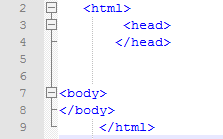 2 <html>
3 <head>
4 </head>
5
6
7 <body>
8 </body>
9 </html>